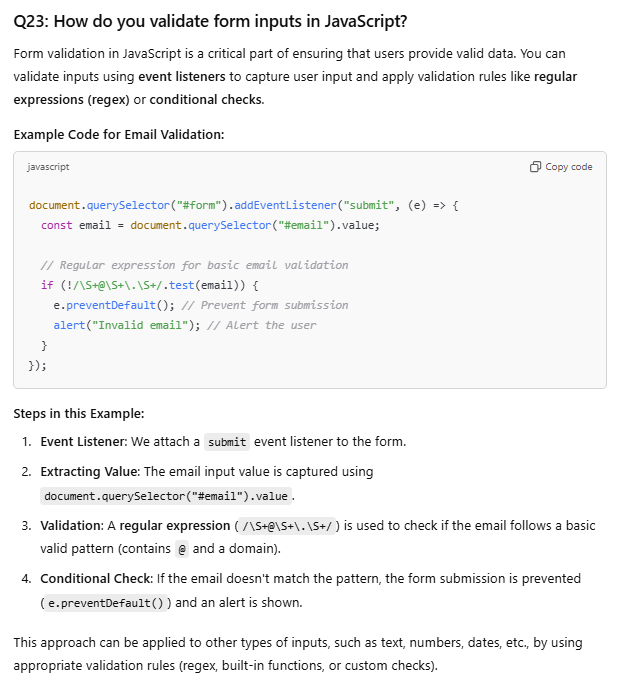 Q23: How do you validate form inputs in JavaScript?
Form validation in JavaScript is a critical part of ensuring that users provide valid data. You can
validate inputs using event listeners to capture user input and apply validation rules like regular
expressions (regex) or conditional checks.
Example Code for Email Validation:
javascript
Copy code
document.querySelector("#form").addEventListener("submit", (e) => {
  const email = document.querySelector("#email").value;
  // Regular expression for basic email validation
  if (!/\S+@\S+\.\S+/.test(email)) {
    e.preventDefault(); // Prevent form submission
    alert("Invalid email"); // Alert the user
  }
});
Steps in this Example:
1. Event Listener: We attach a submit event listener to the form.
2. Extracting Value: The email input value is captured using
document.querySelector("#email").value.
3. Validation: A regular expression (/\S+@\S+\.\S+/) is used to check if the email follows a basic
valid pattern (contains @ and a domain).
4. Conditional Check: If the email doesn't match the pattern, the form submission is prevented
(e.preventDefault()) and an alert is shown.
This approach can be applied to other types of inputs, such as text, numbers, dates, etc., by using
appropriate validation rules (regex, built-in functions, or custom checks).